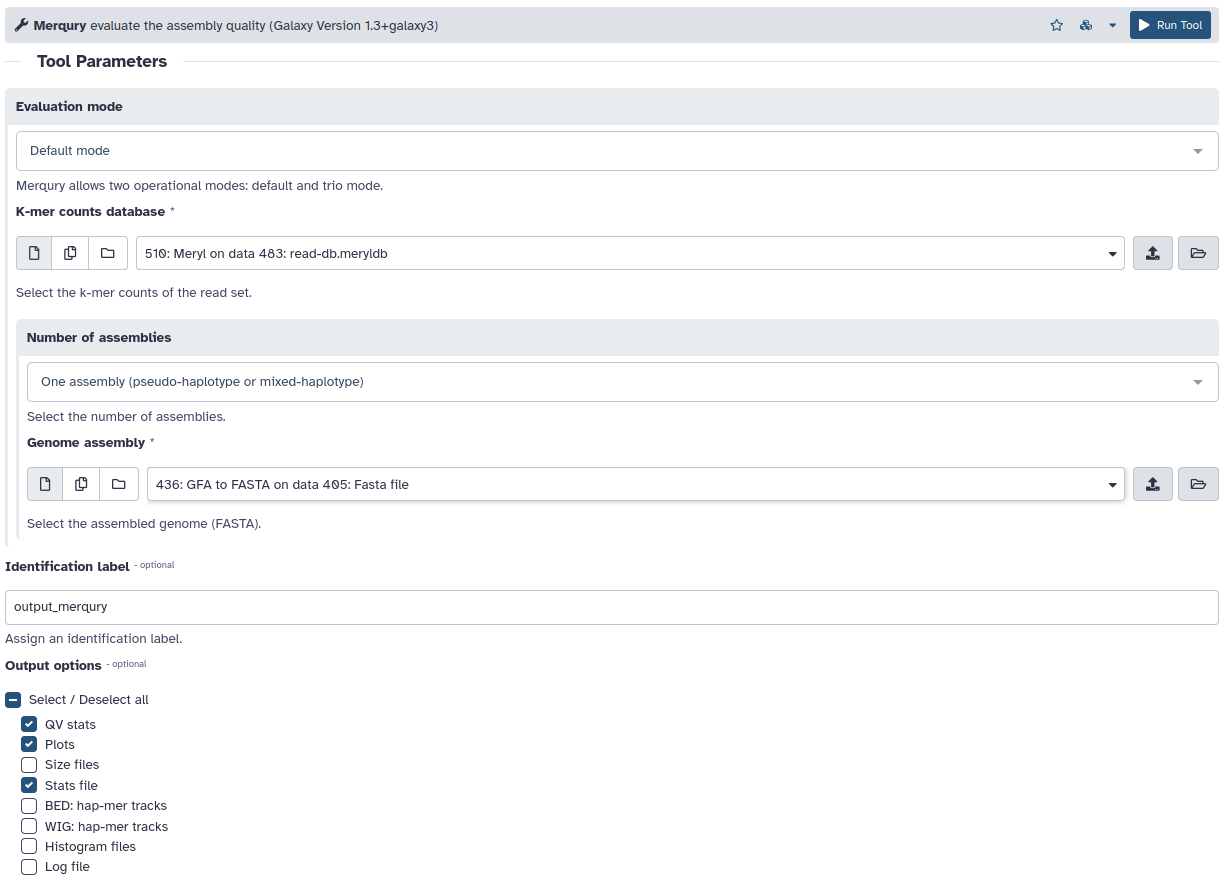 Merqury evaluate the assembly quality (Galaxy Version 1.3+galaxy3)
Run Tool
Tool Parameters
Evaluation mode
Default mode
Merqury allows two operational modes: default and trio mode.
K-mer counts database *
510: Meryl on data 483: read-db.meryldb
Select the k-mer counts of the read set.
Number of assemblies
One assembly (pseudo-haplotype or mixed-haplotype)
Select the number of assemblies.
Genome assembly *
436: GFA to FASTA on data 405: Fasta file
Select the assembled genome (FASTA).
Identification label - optional
output_merqury
Assign an identification label.
Output options - optional
Select / Deselect all
QV stats
Plots
Size files
Stats file
BED: hap-mer tracks
WIG: hap-mer tracks
Histogram files
Log file